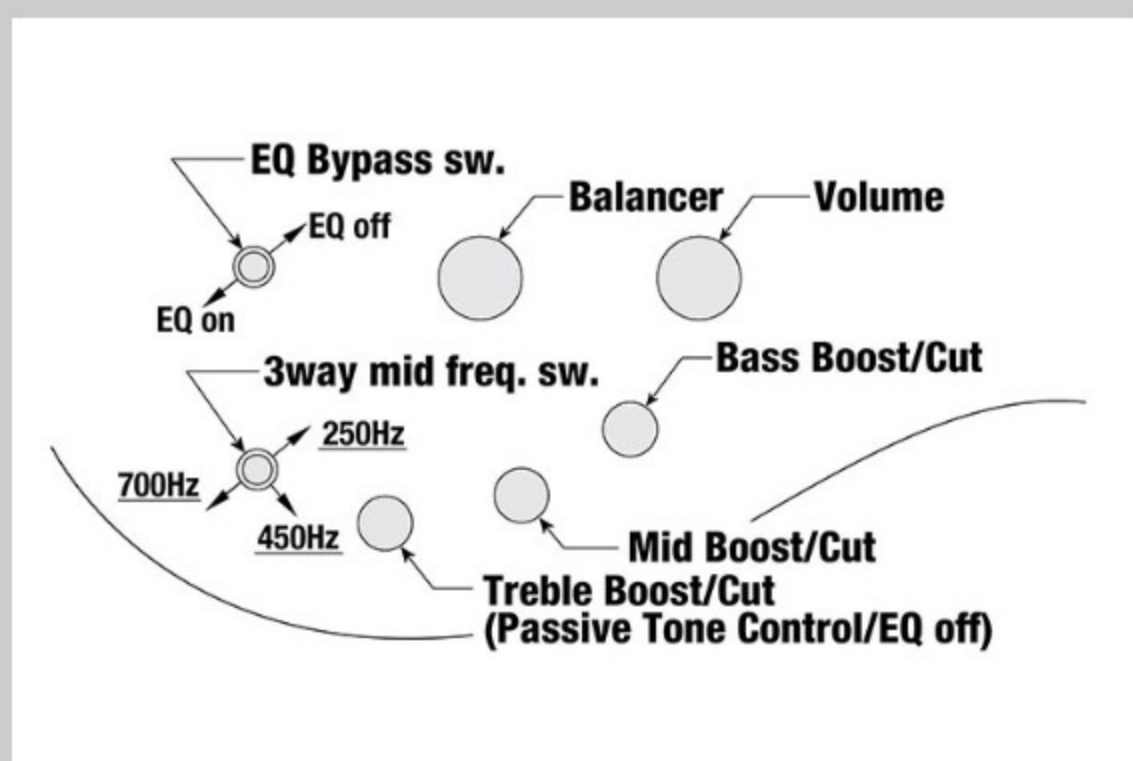 EQ Bypass sw.
Balancer
Volume
EQ off
EQ on
Bass Boost/Cut
3way mid freq. sw.
250Hz
700Hz
450Hz
Mid Boost/Cut
Treble Boost/Cut
(Passive Tone Control/EQ off)